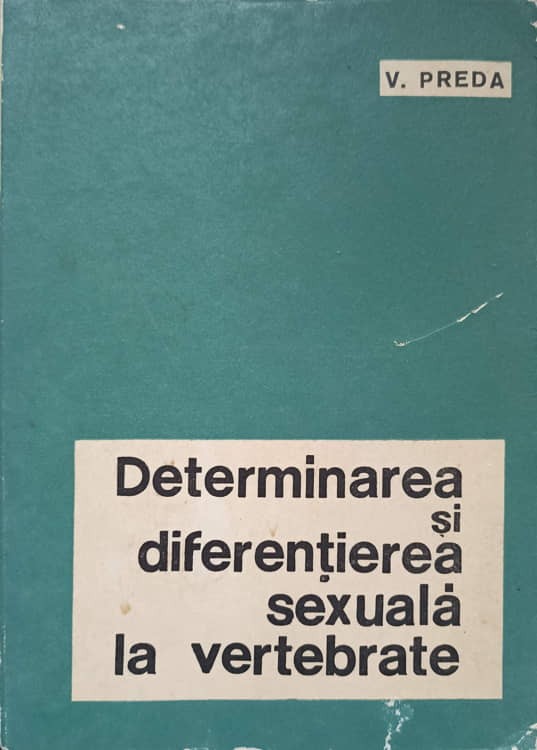 V. PREDA
Determinarea
și
diferențierea
sexuală
la vertebrate